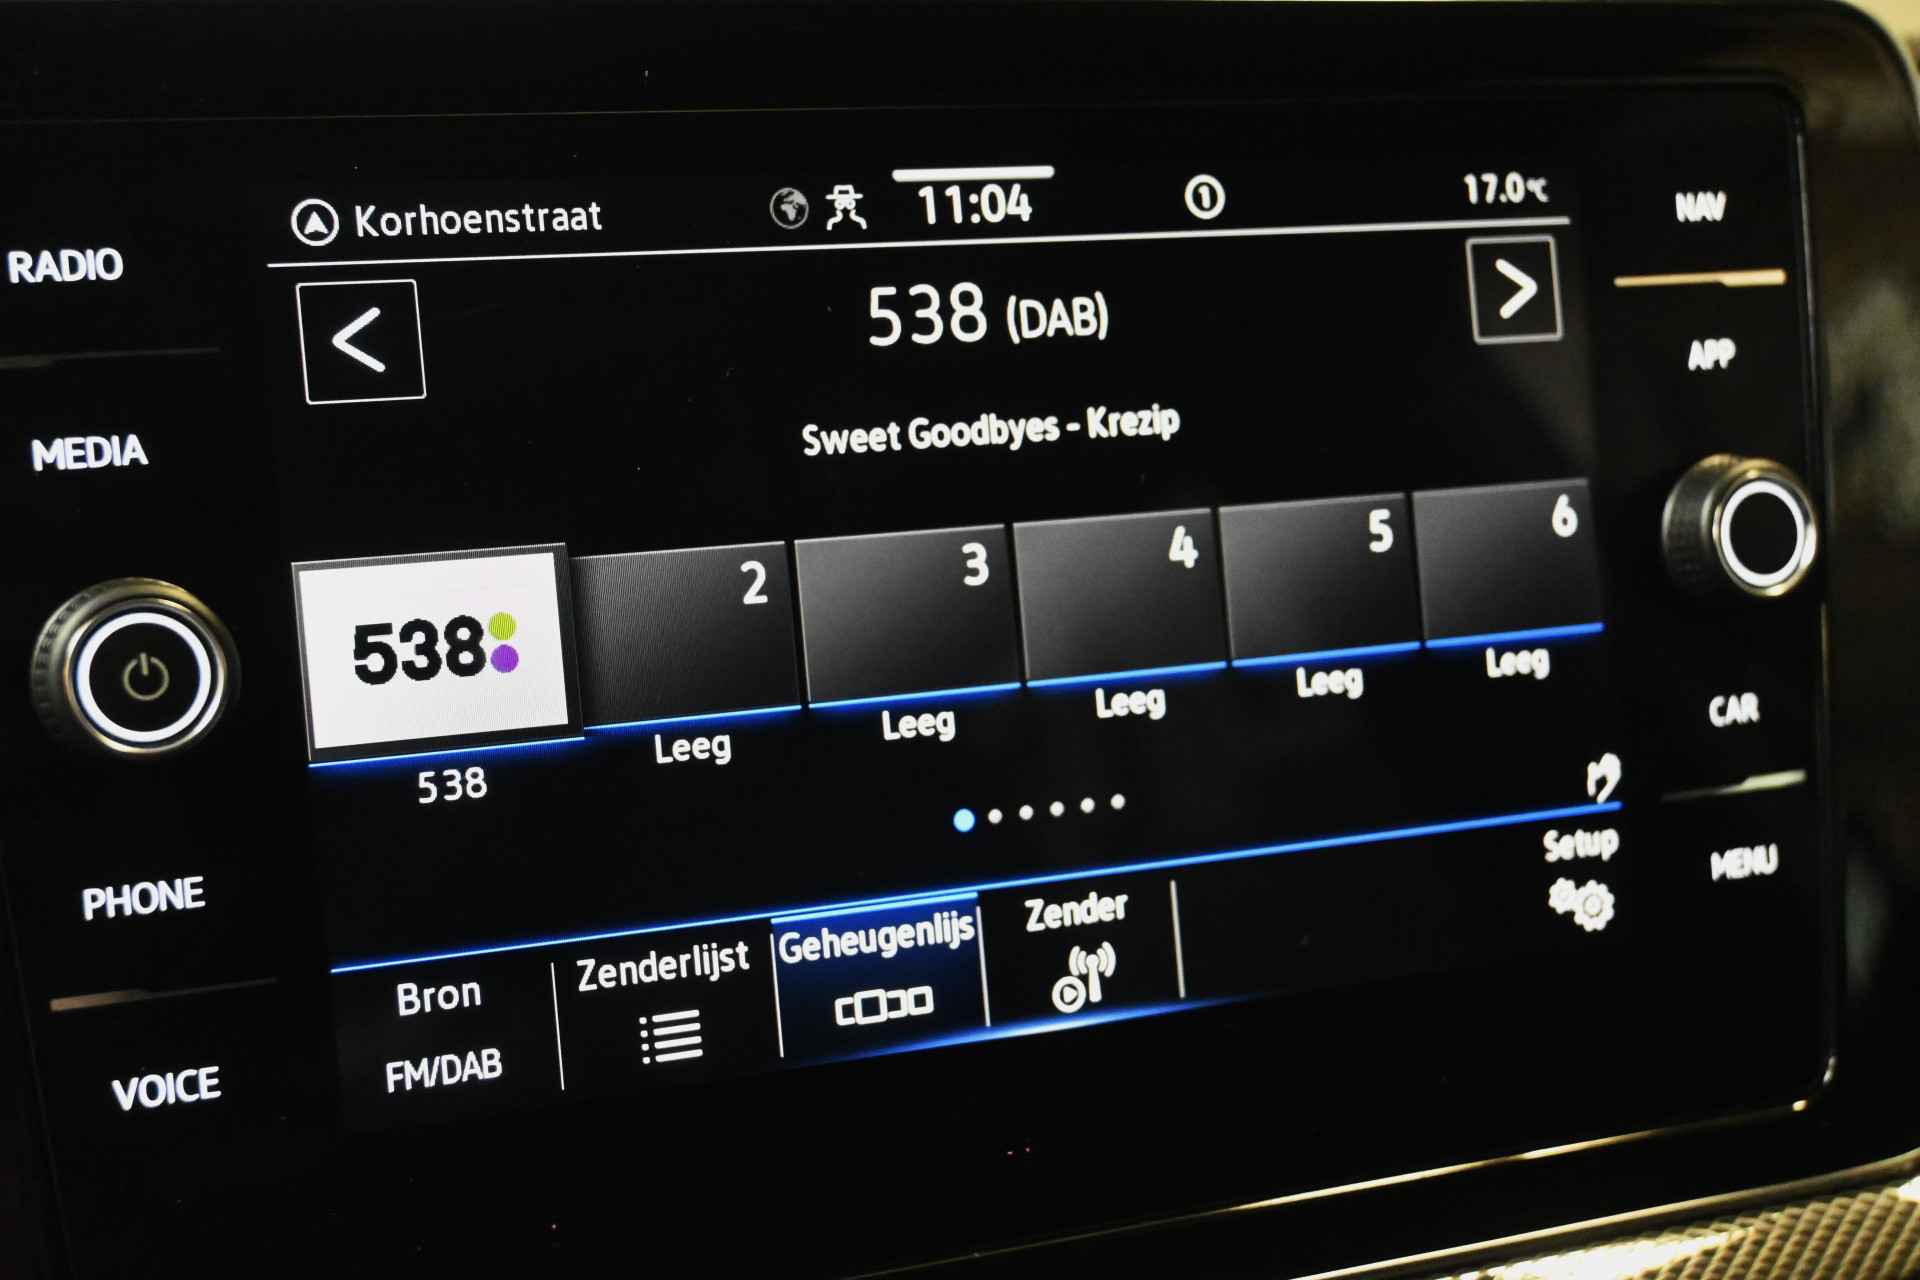 Korhoenstraat 11:04 1 17.0°C
RADIO
MEDIA
PHONE
VOICE
538 (DAB)
Sweet Goodbyes - Krezip
538 2 3 4 5 6
538 Leeg Leeg Leeg Leeg Leeg
Bron
FM/DAB
Zenderlijst
Geheugenlijs
Zender
Setup
NAV
APP
CAR
MENU